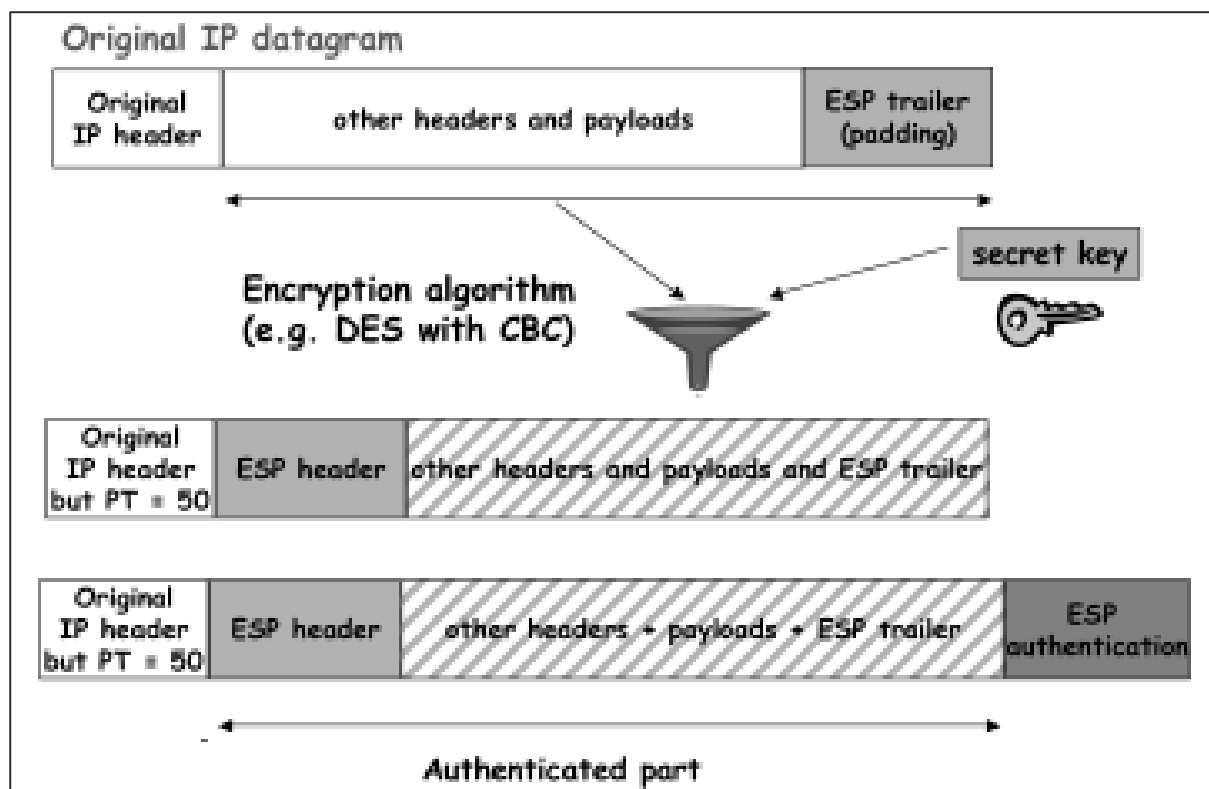 Original IP datagram
Original
IP header
other headers and payloads
ESP trailer
(padding)
secret key
Encryption algorithm
(e.g. DES with CBC)
Original
IP header
but PT = 50
ESP header
other headers and payloads and ESP trailer
Original
IP header
but PT = 50
ESP header
other headers + payloads + ESP trailer
ESP
authentication
Authenticated part